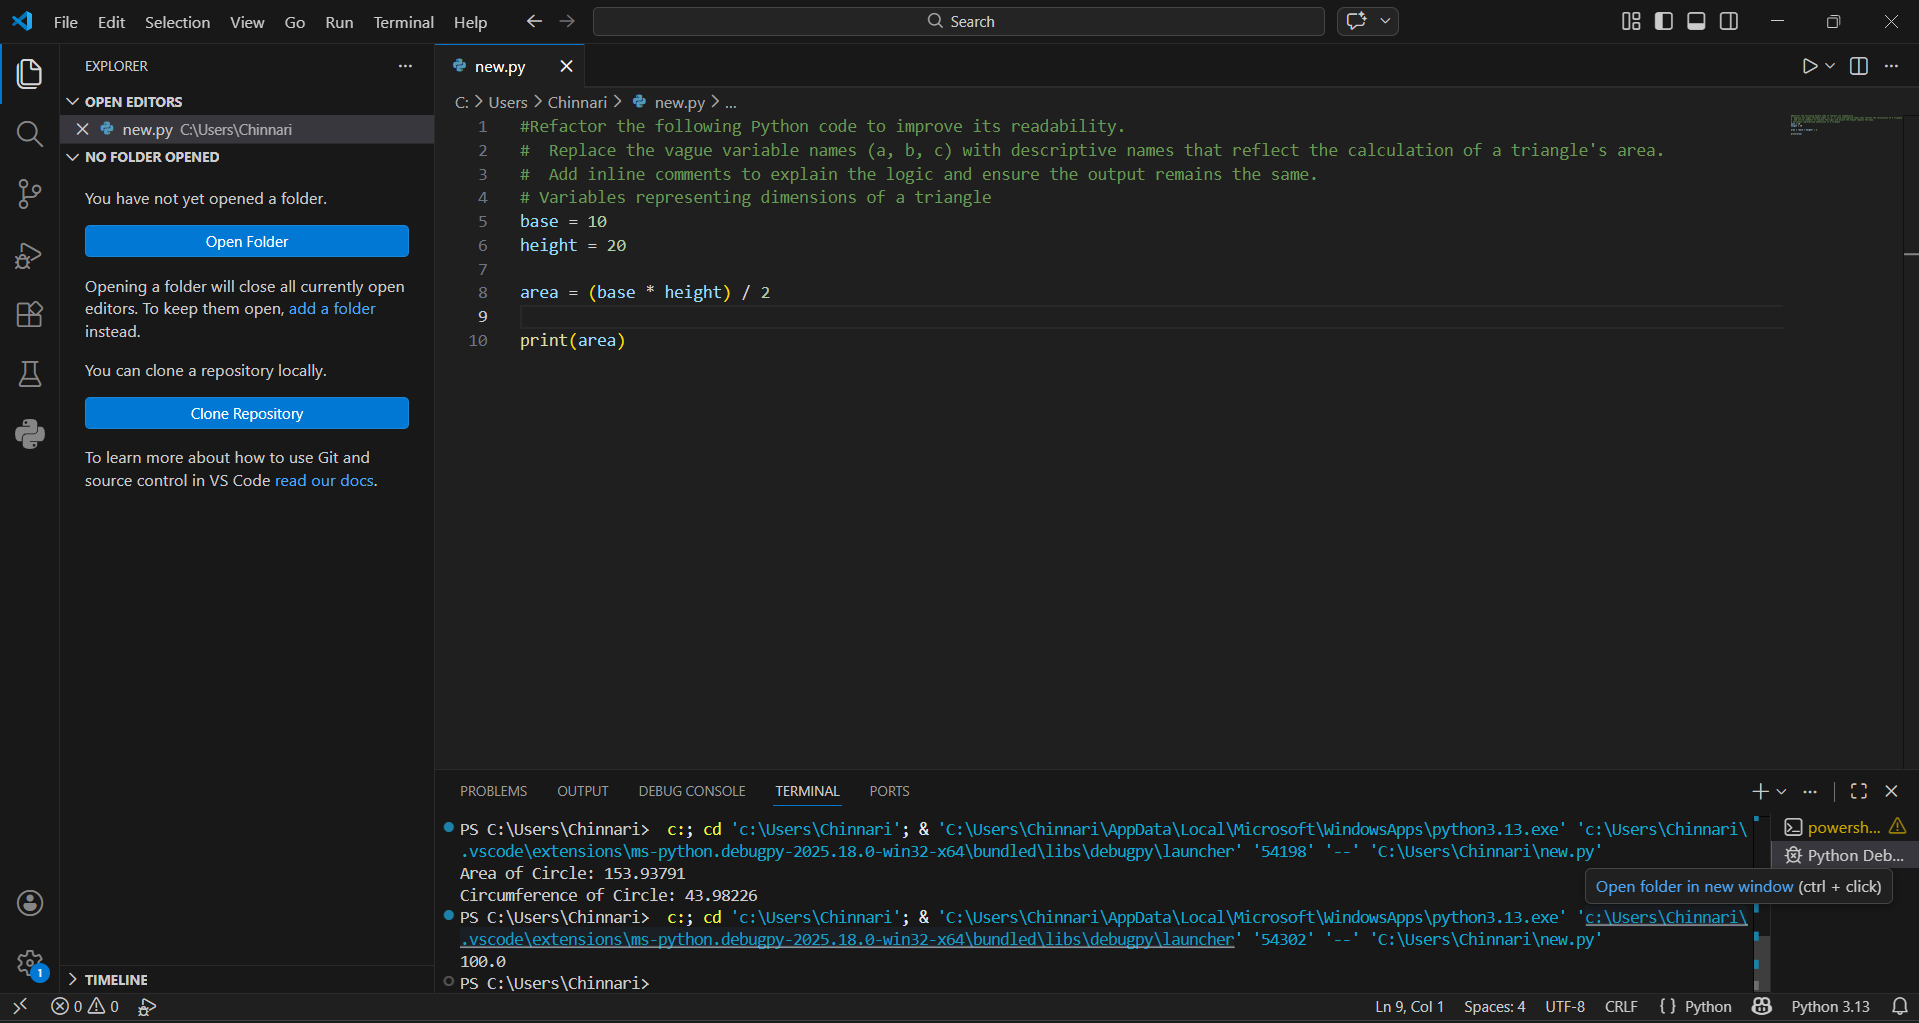 File Edit Selection View Go Run Terminal Help Search
EXPLORER
OPEN EDITORS
new.py C:\Users\Chinnari
NO FOLDER OPENED
You have not yet opened a folder.
Open Folder
Opening a folder will close all currently open
editors. To keep them open, add a folder
instead.
You can clone a repository locally.
Clone Repository
To learn more about how to use Git and
source control in VS Code read our docs.
TIMELINE
new.py
C: > Users > Chinnari > new.py > ...
1 #Refactor the following Python code to improve its readability.
2 #  Replace the vague variable names (a, b, c) with descriptive names that reflect the calculation of a triangle's area.
3 #  Add inline comments to explain the logic and ensure the output remains the same.
4 # Variables representing dimensions of a triangle
5 base = 10
6 height = 20
7
8 area = (base * height) / 2
9
10 print(area)
PROBLEMS OUTPUT DEBUG CONSOLE TERMINAL PORTS
PS C:\Users\Chinnari>  c:; cd 'c:\Users\Chinnari'; & 'C:\Users\Chinnari\AppData\Local\Microsoft\WindowsApps\python3.13.exe' 'c:\Users\Chinnari\
.vscode\extensions\ms-python.debugpy-2025.18.0-win32-x64\bundled\libs\debugpy\launcher' '54198' '--' 'C:\Users\Chinnari\new.py'
Area of Circle: 153.93791
Circumference of Circle: 43.98226
PS C:\Users\Chinnari>  c:; cd 'c:\Users\Chinnari'; & 'C:\Users\Chinnari\AppData\Local\Microsoft\WindowsApps\python3.13.exe' 'c:\Users\Chinnari\
.vscode\extensions\ms-python.debugpy-2025.18.0-win32-x64\bundled\libs\debugpy\launcher' '54302' '--' 'C:\Users\Chinnari\new.py'
100.0
PS C:\Users\Chinnari>
powersh...
Python Deb...
Open folder in new window (ctrl + click)
1
0 0 Ln 9, Col 1 Spaces: 4 UTF-8 CRLF {} Python Python 3.13